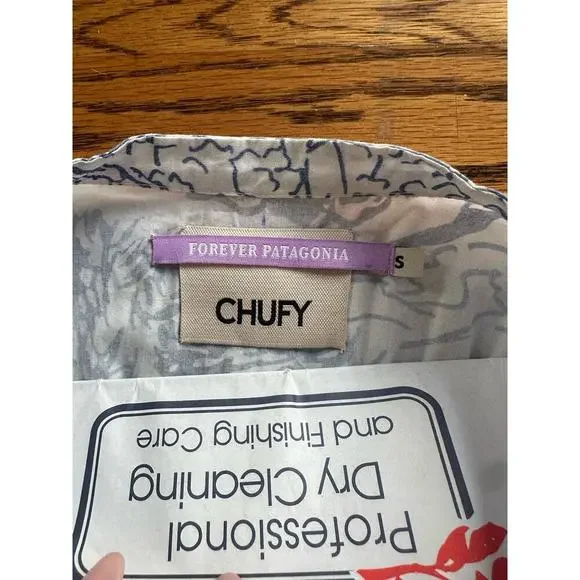 FOREVER PATAGONIA
S
CHUFY
Professional
Dry Cleaning
and Finishing Care